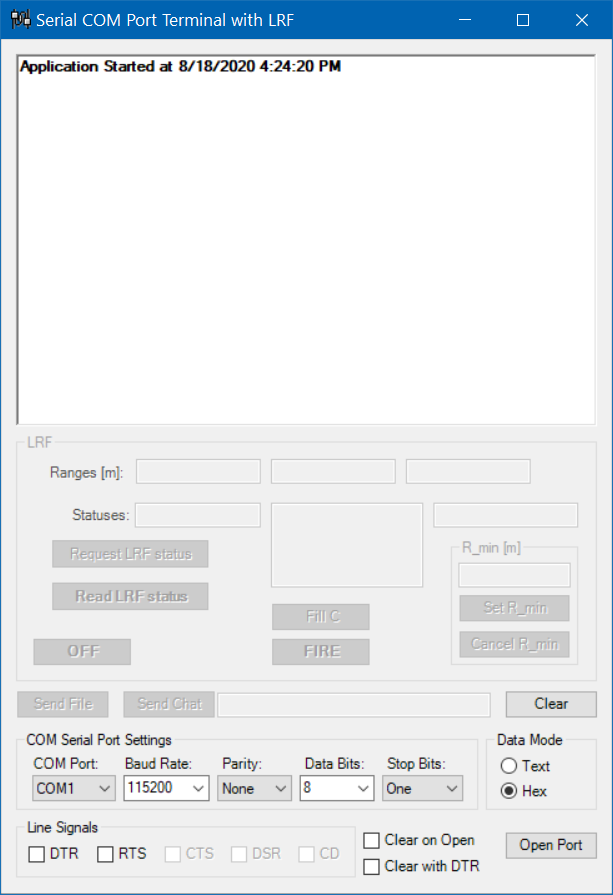 Serial COM Port Terminal with LRF
Application Started at 8/18/2020 4:24:20 PM
LRF
Ranges [m]:
Statuses:
Request LRF status
R_min [m]
Read LRF status
Fill C
Set R_min
OFF
FIRE
Cancel R_min
Send File
Send Chat
Clear
COM Serial Port Settings
Data Mode
COM Port: Baud Rate: Parity: Data Bits: Stop Bits:
Text
COM1 115200 None 8 One
Hex
Line Signals
Clear on Open
Open Port
DTR RTS CTS DSR CD
Clear with DTR